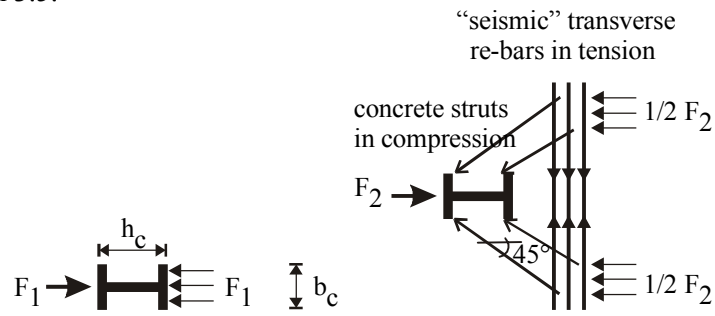 “seismic” transverse
re-bars in tension
concrete struts
in compression
1/2 F2
F2
45°
1/2 F2
hc
F1
F1
bc